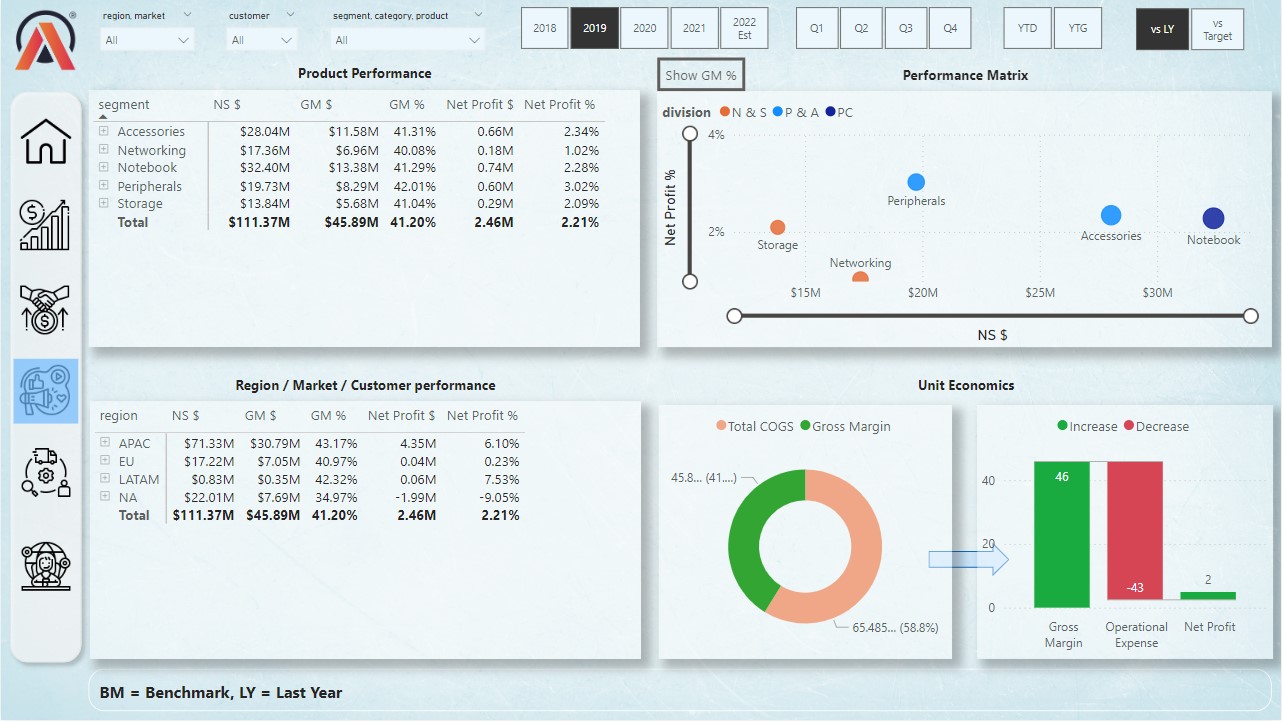 region, market
customer
segment, category, product
All
All
All
2018
2019
2020
2021
2022
Est
Q1
Q2
Q3
Q4
YTD
YTG
vs LY
vs
Target
Product Performance
segment NS $ GM $ GM % Net Profit $ Net Profit %
Accessories $28.04M $11.58M 41.31% 0.66M 2.34%
Networking $17.36M $6.96M 40.08% 0.18M 1.02%
Notebook $32.40M $13.38M 41.29% 0.74M 2.28%
Peripherals $19.73M $8.29M 42.01% 0.60M 3.02%
Storage $13.84M $5.68M 41.04% 0.29M 2.09%
Total $111.37M $45.89M 41.20% 2.46M 2.21%
Show GM %
Performance Matrix
division N & S P & A PC
4%
2%
Net Profit %
Peripherals
Storage
Accessories
Notebook
Networking
$15M $20M $25M $30M
NS $
Region / Market / Customer performance
region NS $ GM $ GM % Net Profit $ Net Profit %
APAC $71.33M $30.79M 43.17% 4.35M 6.10%
EU $17.22M $7.05M 40.97% 0.04M 0.23%
LATAM $0.83M $0.35M 42.32% 0.06M 7.53%
NA $22.01M $7.69M 34.97% -1.99M -9.05%
Total $111.37M $45.89M 41.20% 2.46M 2.21%
Unit Economics
Total COGS Gross Margin
45.8... (41....)
65.485... (58.8%)
Increase Decrease
40
20
0
46
-43
2
Gross
Margin
Operational
Expense
Net Profit
BM = Benchmark, LY = Last Year